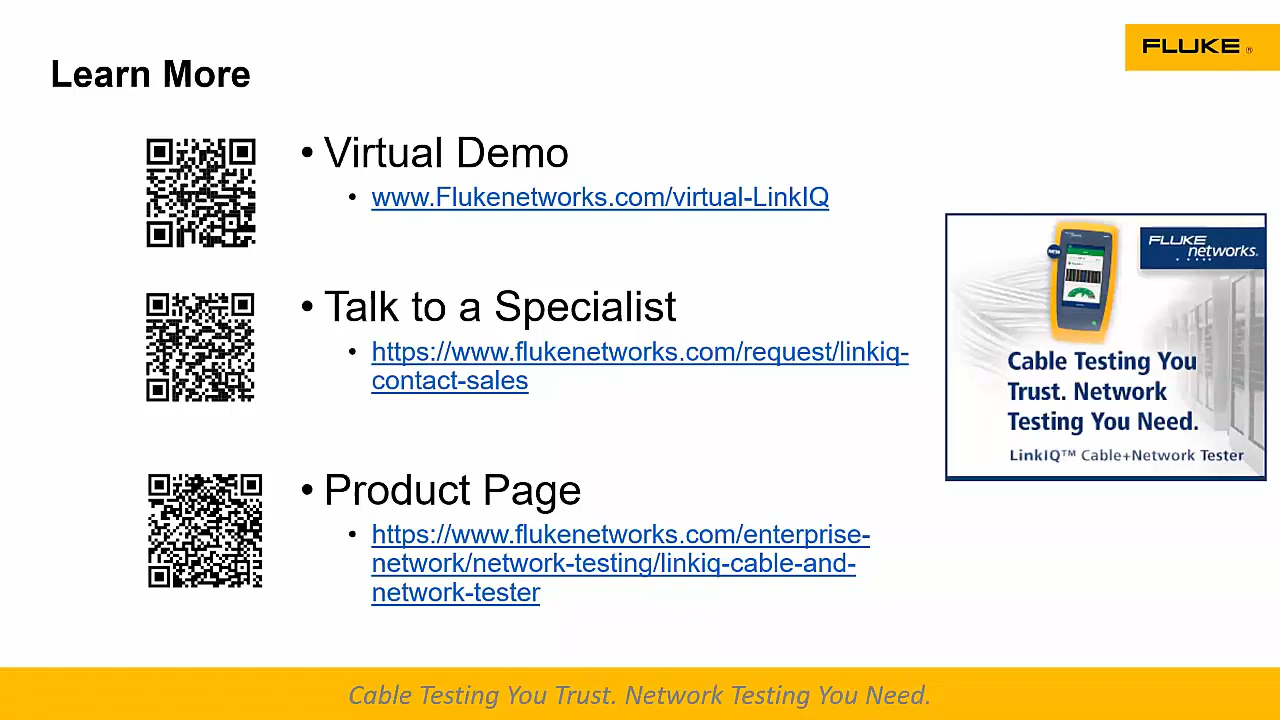 FLUKE ®
Learn More
• Virtual Demo
• www.Flukenetworks.com/virtual-LinkIQ
• Talk to a Specialist
• https://www.flukenetworks.com/request/linkiq-
contact-sales
• Product Page
• https://www.flukenetworks.com/enterprise-
network/network-testing/linkiq-cable-and-
network-tester
FLUKE
networks.
Cable Testing You
Trust. Network
Testing You Need.
LinkIQ™ Cable+Network Tester
Cable Testing You Trust. Network Testing You Need.